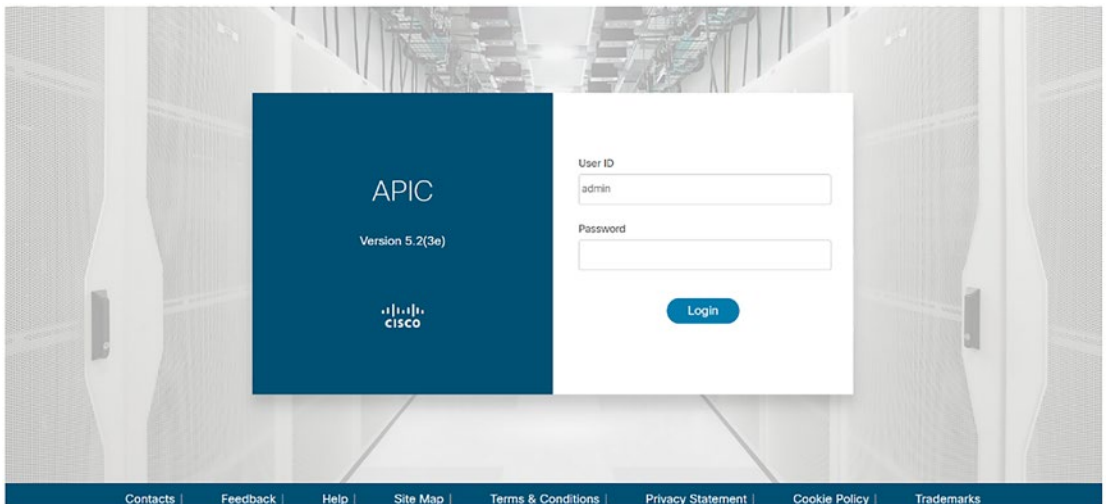 APIC
Version 5.2(3e)
CISCO
User ID
admin
Password
Login
Contacts | Feedback | Help | Site Map | Terms & Conditions | Privacy Statement | Cookie Policy | Trademarks